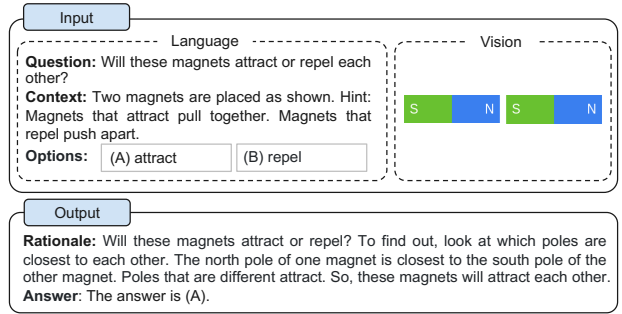 Input
Language
Question: Will these magnets attract or repel each
other?
Context: Two magnets are placed as shown. Hint:
Magnets that attract pull together. Magnets that
repel push apart.
Options: (A) attract (B) repel
Vision
S N S N
Output
Rationale: Will these magnets attract or repel? To find out, look at which poles are
closest to each other. The north pole of one magnet is closest to the south pole of the
other magnet. Poles that are different attract. So, these magnets will attract each other.
Answer: The answer is (A).